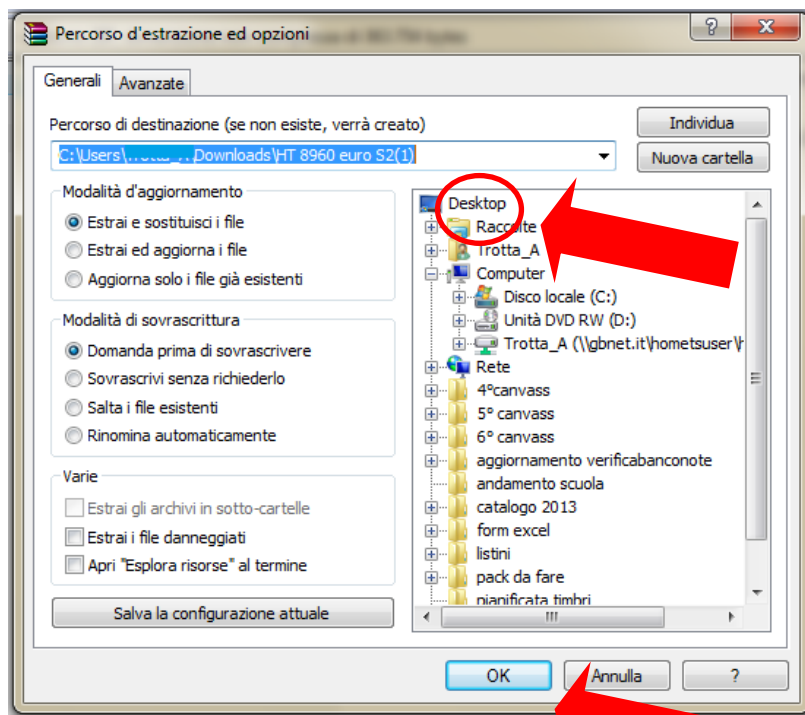 Percorso d'estrazione ed opzioni
?
X
Generali
Avanzate
Percorso di destinazione (se non esiste, verrà creato)
Individua
C:\Users\ Downloads\HT 8960 euro S2(1)
Nuova cartella
Modalità d'aggiornamento
Estrai e sostituisci i file
Estrai ed aggiorna i file
Aggiorna solo i file già esistenti
Modalità di sovrascrittura
Domanda prima di sovrascrivere
Sovrascrivi senza richiederlo
Salta i file esistenti
Rinomina automaticamente
Varie
Estrai gli archivi in sotto-cartelle
Estrai i file danneggiati
Apri "Esplora risorse" al termine
Salva la configurazione attuale
Desktop
Raccolte
Trotta_A
Computer
Disco locale (C:)
Unità DVD RW (D:)
Trotta_A (\\gbnet.it\hometsuser\
Rete
4°canvass
5° canvass
6° canvass
aggiornamento verificabanconote
andamento scuola
catalogo 2013
form excel
listini
pack da fare
pianificata timbri
OK
Annulla
?